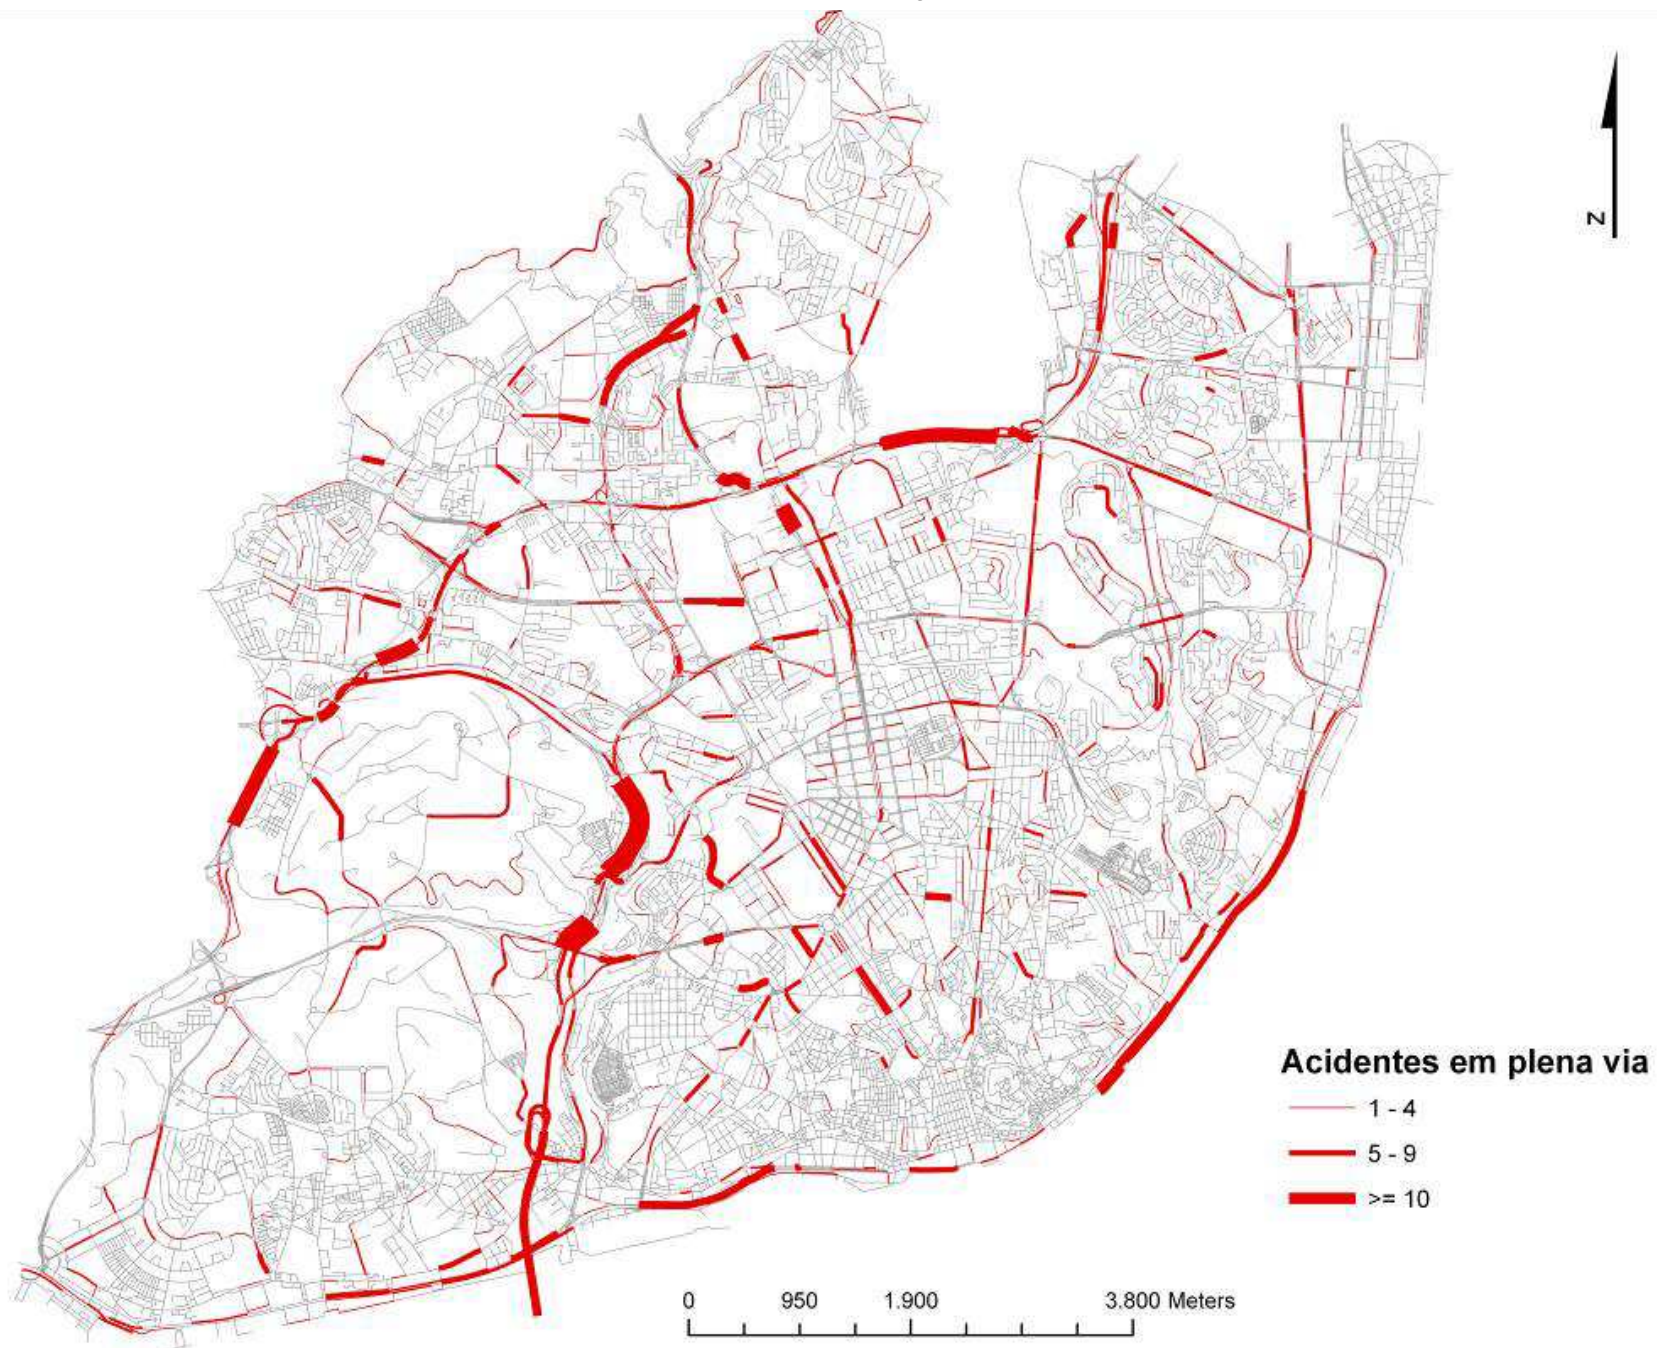 N
Acidentes em plena via
1 - 4
5 - 9
>= 10
0 950 1.900 3.800 Meters